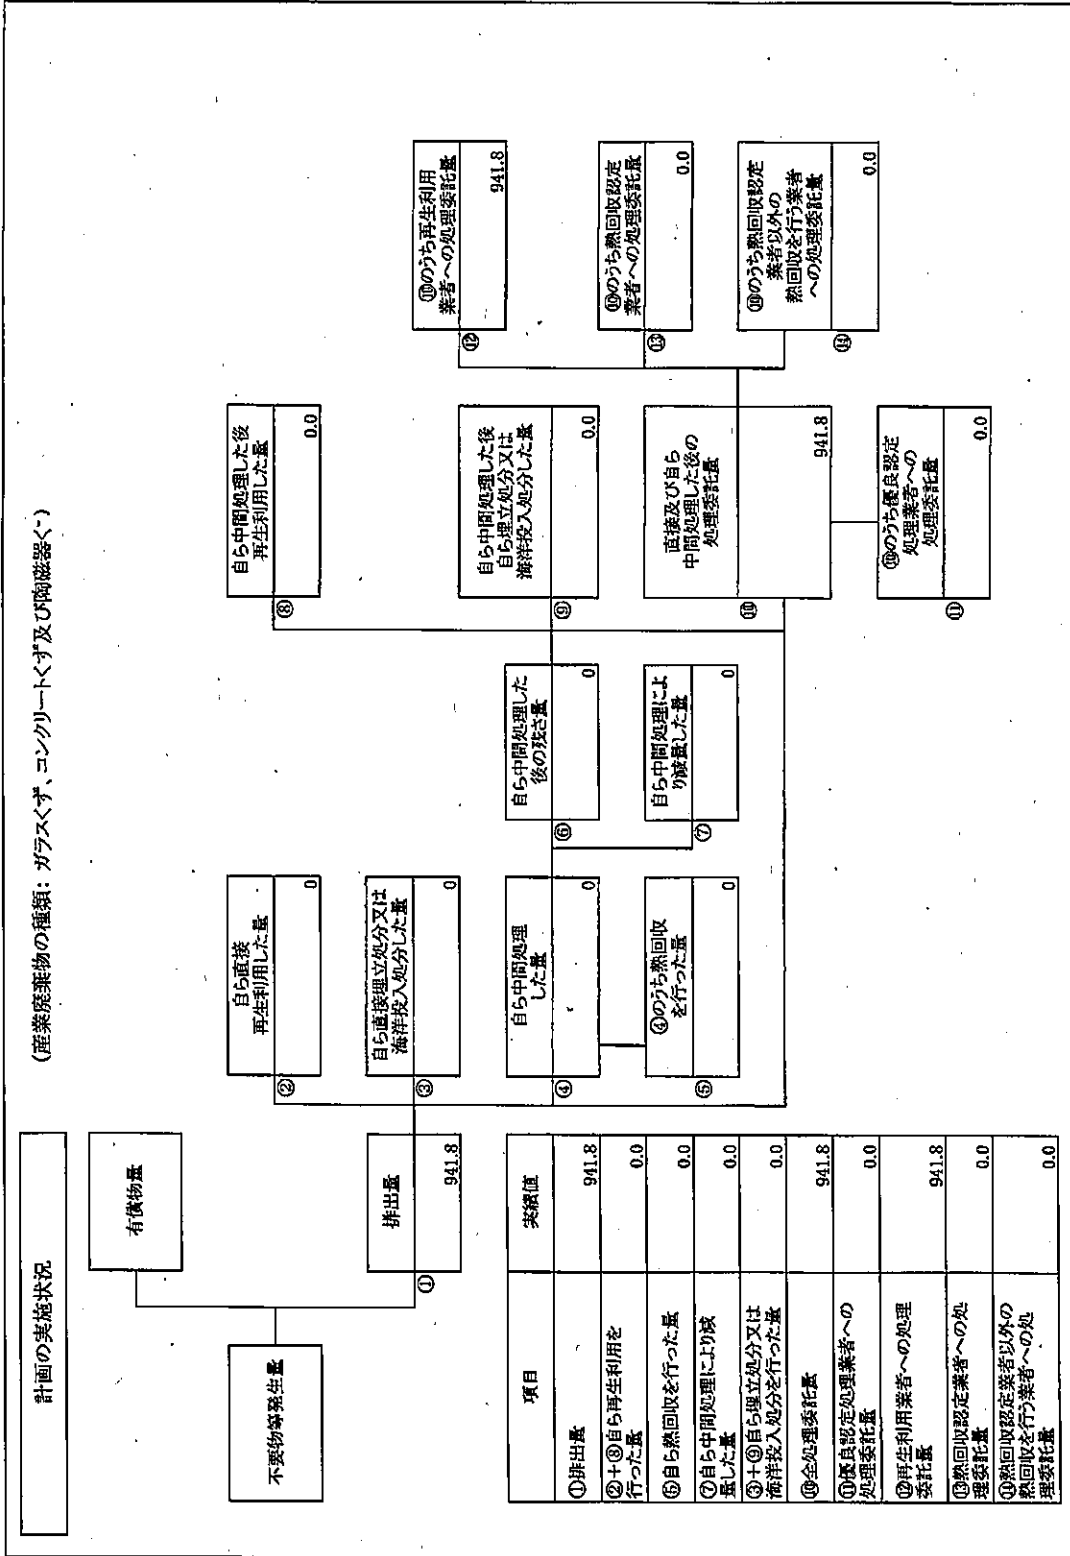 計画の実施状況
(産業廃棄物の種類: ガラスくず、コンクリートくず及び陶磁器く
不要物等発生量
有償物量
排出量
①
941.8
自ら直接
再生利用した量
②
0
自ら直接埋立処分又は
海洋投入処分した量
③
0
自ら中間処理
した量
④
0
④のうち熱回収
を行った量
⑤
0
自ら中間処理した
後の残さ量
⑥
0
自ら中間処理によ
り減量した量
⑦
0
自ら中間処理した後
再生利用した量
⑧
0.0
自ら中間処理した後
自ら埋立処分又は
海洋投入処分した量
⑨
0.0
直接及び自ら
中間処理した後の
処理委託量
⑩
941.8
⑩のうち優良認定
処理業者への
処理委託量
⑪
0.0
⑩のうち再生利用
業者への処理委託量
⑫
941.8
⑩のうち熱回収認定
業者への処理委託量
⑬
0.0
⑩のうち熱回収認定
業者以外の
熱回収を行う業者
への処理委託量
⑭
0.0
項目 実績値
①排出量 941.8
②+⑧自ら再生利用を
行った量 0.0
⑤自ら熱回収を行った量 0.0
⑦自ら中間処理により減
量した量 0.0
③+⑨自ら埋立処分又は
海洋投入処分を行った量 0.0
⑩全処理委託量 941.8
⑪優良認定処理業者への
処理委託量 0.0
⑫再生利用業者への処理
委託量 941.8
⑬熱回収認定業者への処
理委託量 0.0
熱回収認定業者以外の
熱回収を行う業者への処
理委託量 0.0